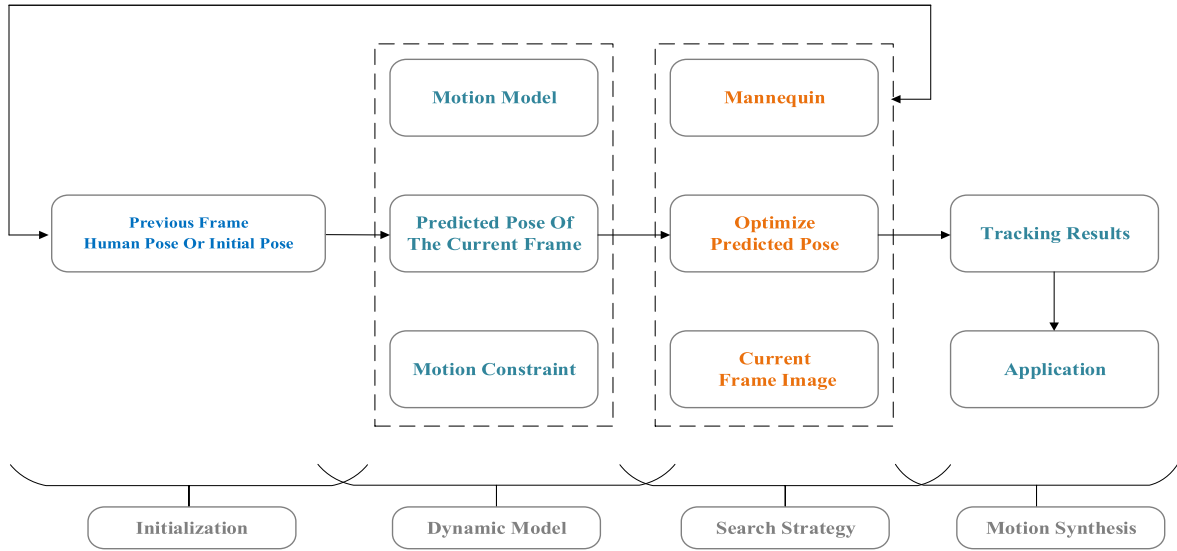 Motion Model
Mannequin
Previous Frame
Human Pose Or Initial Pose
Predicted Pose Of
The Current Frame
Optimize
Predicted Pose
Tracking Results
Motion Constraint
Current
Frame Image
Application
Initialization
Dynamic Model
Search Strategy
Motion Synthesis